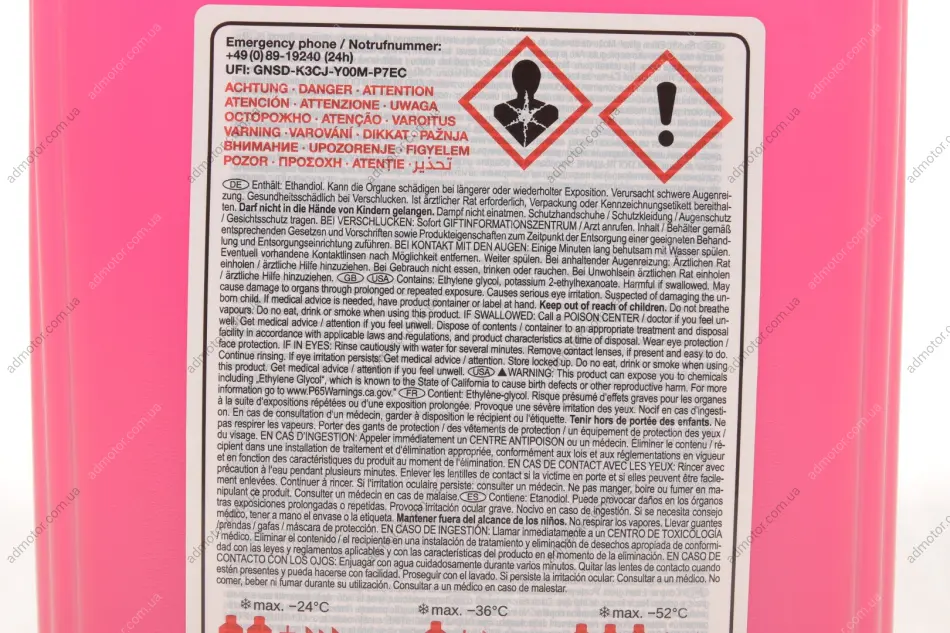 Emergency phone / Notrufnummer:
+49 (0) 89-19240 (24h)
UFI: GNSD-K3CJ-Y00M-P7EC
ACHTUNG · DANGER · ATTENTION
ATENCIÓN · ATTENZIONE · UWAGA
ОСТОРОЖНО · ATENÇÃO · VAROITUS
VARNING · VAROVÁNÍ · DIKKAT · PAŽNJA
ВНИМАНИЕ · UPOZORENJE · FIGYELEM
POZOR · ΠΡΟΣΟΧΗ · ATENȚIE · تحذير
DE Enthält: Ethandiol. Kann die Organe schädigen bei längerer oder wiederholter Exposition. Verursacht schwere Augenrei-
zung. Gesundheitsschädlich bei Verschlucken. Ist ärztlicher Rat erforderlich, Verpackung oder Kennzeichnungsetikett bereithal-
ten. Darf nicht in die Hände von Kindern gelangen. Dampf nicht einatmen. Schutzhandschuhe / Schutzkleidung / Augenschutz
/ Gesichtsschutz tragen. BEI VERSCHLUCKEN: Sofort GIFTINFORMATIONSZENTRUM / Arzt anrufen. Inhalt / Behälter gemäß
entsprechenden Gesetzen und Vorschriften sowie Produkteigenschaften zum Zeitpunkt der Entsorgung einer geeigneten Behand-
lung und Entsorgungseinrichtung zuführen. BEI KONTAKT MIT DEN AUGEN: Einige Minuten lang behutsam mit Wasser spülen.
Eventuell vorhandene Kontaktlinsen nach Möglichkeit entfernen. Weiter spülen. Bei anhaltender Augenreizung: Ärztlichen Rat
einholen / ärztliche Hilfe hinzuziehen. Bei Gebrauch nicht essen, trinken oder rauchen. Bei Unwohlsein ärztlichen Rat einholen
/ ärztliche Hilfe hinzuziehen. GB USA Contains: Ethylene glycol, potassium 2-ethylhexanoate. Harmful if swallowed. May
cause damage to organs through prolonged or repeated exposure. Causes serious eye irritation. Suspected of damaging the un-
born child. If medical advice is needed, have product container or label at hand. Keep out of reach of children. Do not breathe
vapours. Do no eat, drink or smoke when using this product. IF SWALLOWED: Call a POISON CENTER / doctor if you feel un-
well. Get medical advice / attention if you feel unwell. Dispose of contents / container to an appropriate treatment and disposal
facility in accordance with applicable laws and regulations, and product characteristics at time of disposal. Wear eye protection /
face protection. IF IN EYES: Rinse cautiously with water for several minutes. Remove contact lenses, if present and easy to do.
Continue rinsing. If eye irritation persists: Get medical advice / attention. Store locked up. Do no eat, drink or smoke when using
this product. Get medical advice / attention if you feel unwell. USA ▲WARNING: This product can expose you to chemicals
including „Ethylene Glycol“, which is known to the State of California to cause birth defects or other reproductive harm. For more
information go to www.P65Warnings.ca.gov.“ FR Contient: Ethylène-glycol. Risque présumé d'effets graves pour les organes
à la suite d'expositions répétées ou d'une exposition prolongée. Provoque une sévère irritation des yeux. Nocif en cas d'ingesti-
on. En cas de consultation d'un médecin, garder à disposition le récipient ou l'étiquette. Tenir hors de portée des enfants. Ne
pas respirer les vapeurs. Porter des gants de protection / des vêtements de protection / un équipement de protection des yeux /
du visage. EN CAS D'INGESTION: Appeler immédiatement un CENTRE ANTIPOISON ou un médecin. Eliminer le contenu / ré-
cipient dans une installation de traitement et d'élimination appropriée, conformément aux lois et aux réglementations en vigueur
et en fonction des caractéristiques du produit au moment de l'élimination. EN CAS DE CONTACT AVEC LES YEUX: Rincer avec
précaution à l'eau pendant plusieurs minutes. Enlever les lentilles de contact si la victime en porte et si elles peuvent être facile-
ment enlevées. Continuer à rincer. Si l'irritation oculaire persiste: consulter un médecin. Ne pas manger, boire ou fumer en ma-
nipulant ce produit. Consulter un médecin en cas de malaise. ES Contiene: Etanodiol. Puede provocar daños en los órganos
tras exposiciones prolongadas o repetidas. Provoca irritación ocular grave. Nocivo en caso de ingestión. Si se necesita consejo
médico, tener a mano el envase o la etiqueta. Mantener fuera del alcance de los niños. No respirar los vapores. Llevar guantes
/prendas / gafas / máscara de protección. EN CASO DE INGESTIÓN: Llamar inmediatamente a un CENTRO DE TOXICOLOGÍA
/ médico. Eliminar el contenido / el recipiente en una instalación de tratamiento y eliminación de desechos apropiada de conformi-
dad con las leyes y reglamentos aplicables y con las características del producto en el momento de la eliminación. EN CASO DE
CONTACTO CON LOS OJOS: Enjuagar con agua cuidadosamente durante varios minutos. Quitar las lentes de contacto cuando
estén presentes y pueda hacerse con facilidad. Proseguir con el lavado. Si persiste la irritación ocular: Consultar a un médico. No
comer, beber ni fumar durante su utilización. Consultar a un médico en caso de malestar.
max. −24°C max. −36°C max. −52°C
admotor.com.ua